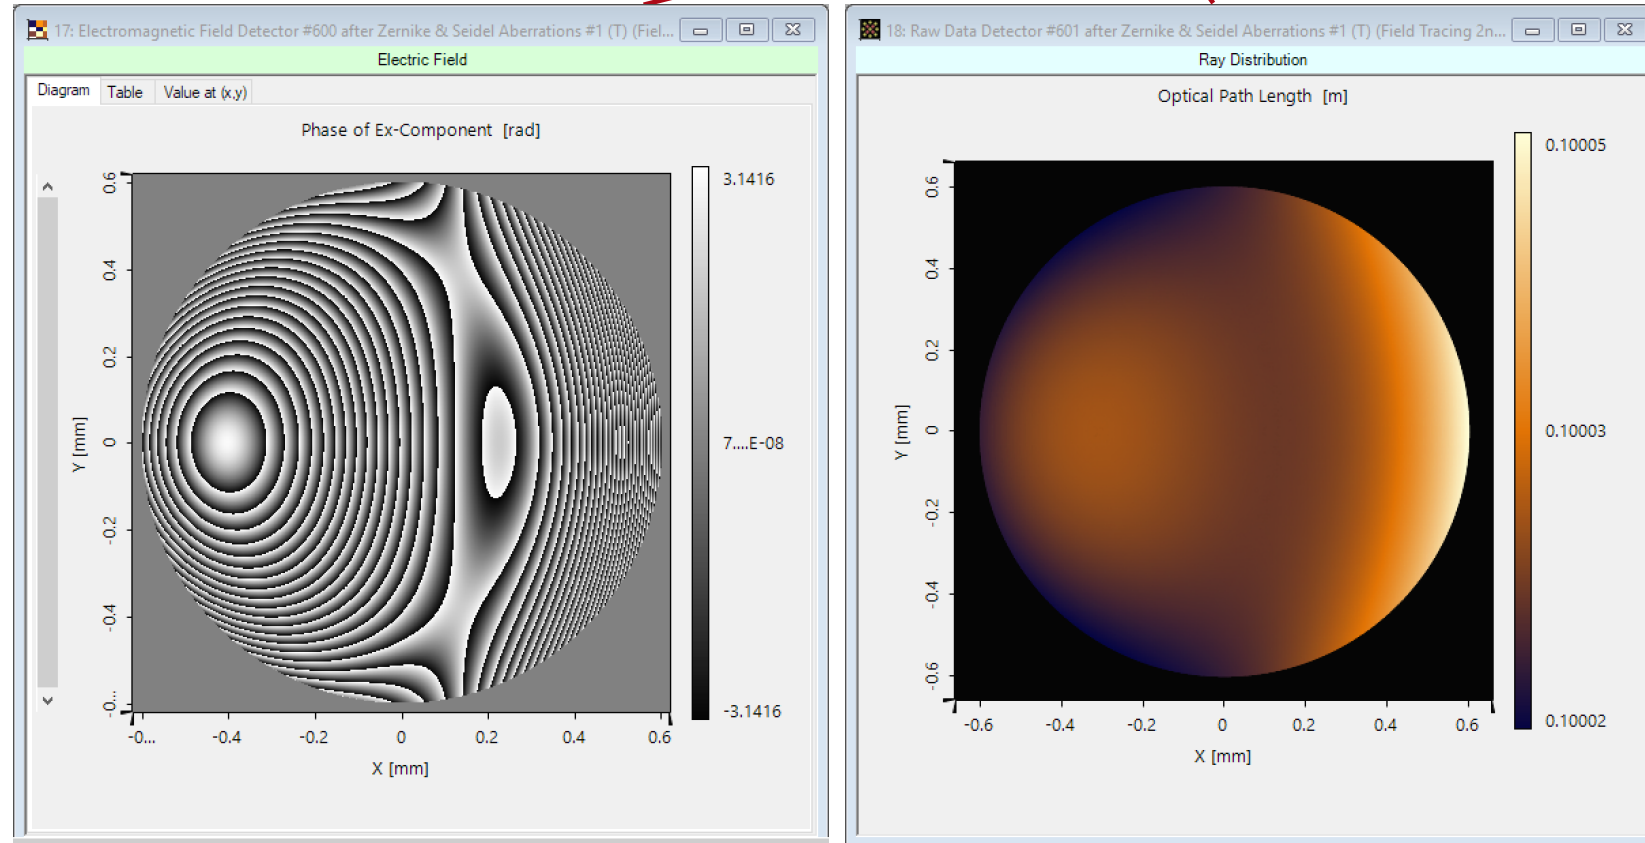 17: Electromagnetic Field Detector #600 after Zernike & Seidel Aberrations #1 (T) (Fiel...
Electric Field
Diagram Table Value at (x,y)
Phase of Ex-Component [rad]
3.1416
7....E-08
-3.1416
0.6
0.4
0.2
0
-0.2
-0.4
-0...
Y [mm]
-0... -0.4 -0.2 0 0.2 0.4 0.6
X [mm]
18: Raw Data Detector #601 after Zernike & Seidel Aberrations #1 (T) (Field Tracing 2n...
Ray Distribution
Optical Path Length [m]
0.10005
0.10003
0.10002
0.6
0.4
0.2
0
-0.2
-0.4
-0.6
Y [mm]
-0.6 -0.4 -0.2 0 0.2 0.4 0.6
X [mm]